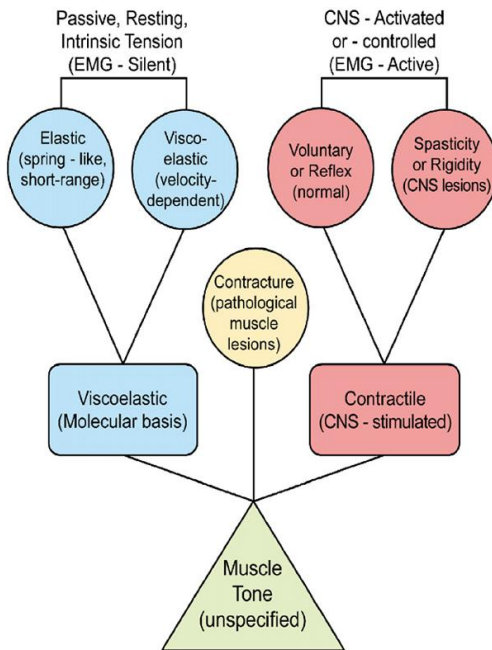 Passive, Resting,
Intrinsic Tension
(EMG - Silent)
CNS - Activated
or - controlled
(EMG - Active)
Elastic
(spring - like,
short-range)
Visco-
elastic
(velocity-
dependent)
Voluntary
or Reflex
(normal)
Spasticity
or Rigidity
(CNS lesions)
Contracture
(pathological
muscle
lesions)
Viscoelastic
(Molecular basis)
Contractile
(CNS - stimulated)
Muscle
Tone
(unspecified)